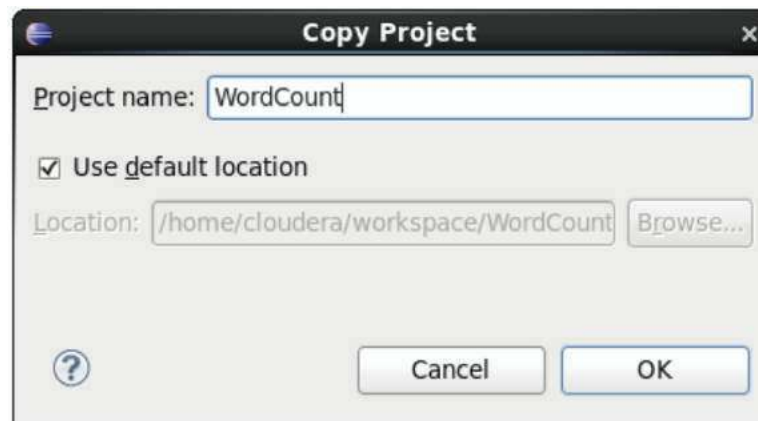 Copy Project
Project name: WordCount
Use default location
Location: /home/cloudera/workspace/WordCount Browse...
? Cancel OK